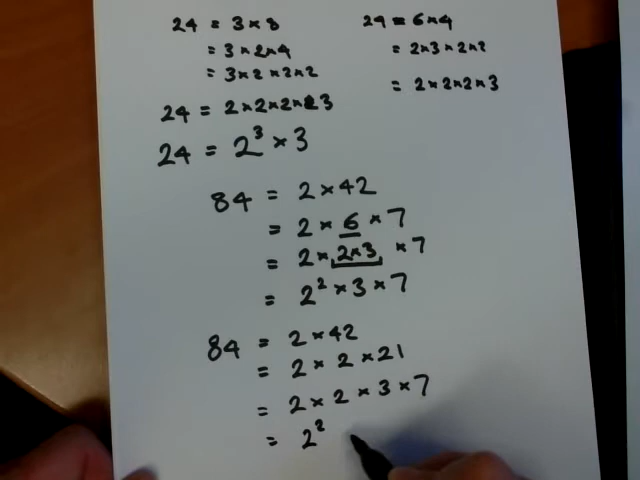 24 = 3 × 8
= 3 × 2 × 4
= 3 × 2 × 2 × 2
24 = 2 × 2 × 2 × 3
24 = 2³ × 3
24 = 6 × 4
= 2 × 3 × 2 × 2
= 2 × 2 × 2 × 3
84 = 2 × 42
= 2 × 6 × 7
= 2 × 2 × 3 × 7
= 2² × 3 × 7
84 = 2 × 42
= 2 × 2 × 21
= 2 × 2 × 3 × 7
= 2²